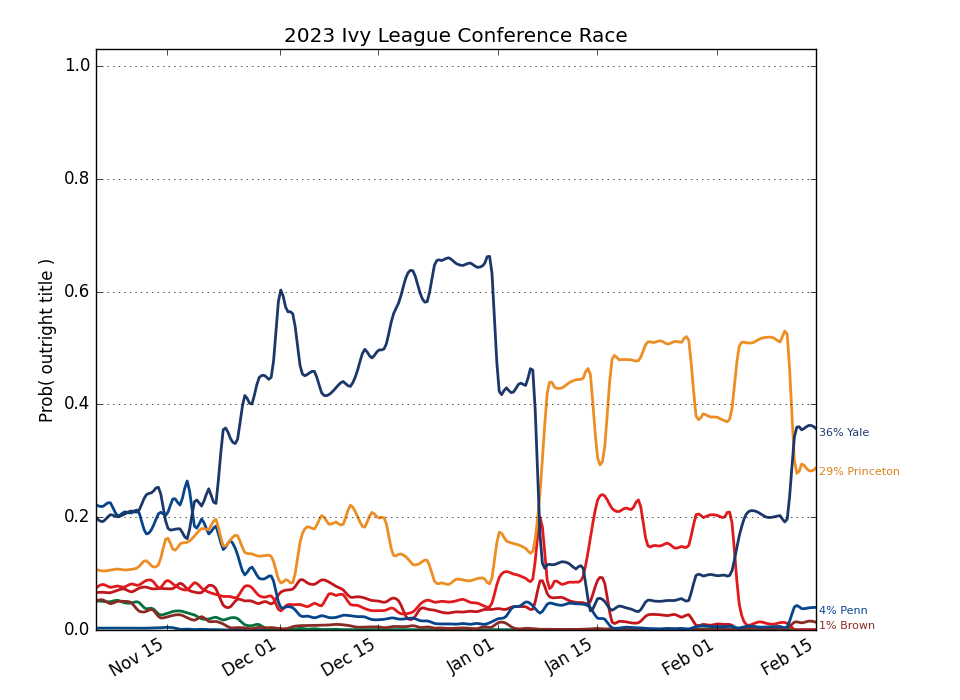 2023 Ivy League Conference Race
Prob( outright title )
1.0
0.8
0.6
0.4
0.2
0.0
36% Yale
29% Princeton
4% Penn
1% Brown
Nov 15
Dec 01
Dec 15
Jan 01
Jan 15
Feb 01
Feb 15